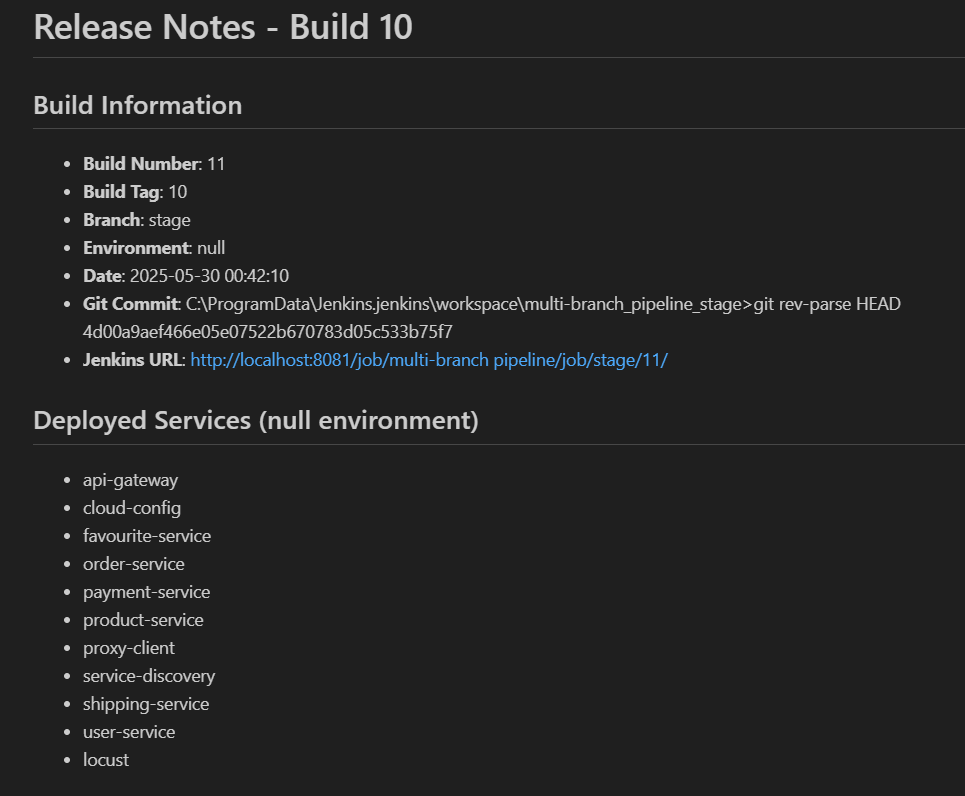 Release Notes - Build 10
Build Information
• Build Number: 11
• Build Tag: 10
• Branch: stage
• Environment: null
• Date: 2025-05-30 00:42:10
• Git Commit: C:\ProgramData\Jenkins.jenkins\workspace\multi-branch_pipeline_stage>git rev-parse HEAD
4d00a9aef466e05e07522b670783d05c533b75f7
• Jenkins URL: http://localhost:8081/job/multi-branch pipeline/job/stage/11/
Deployed Services (null environment)
• api-gateway
• cloud-config
• favourite-service
• order-service
• payment-service
• product-service
• proxy-client
• service-discovery
• shipping-service
• user-service
• locust